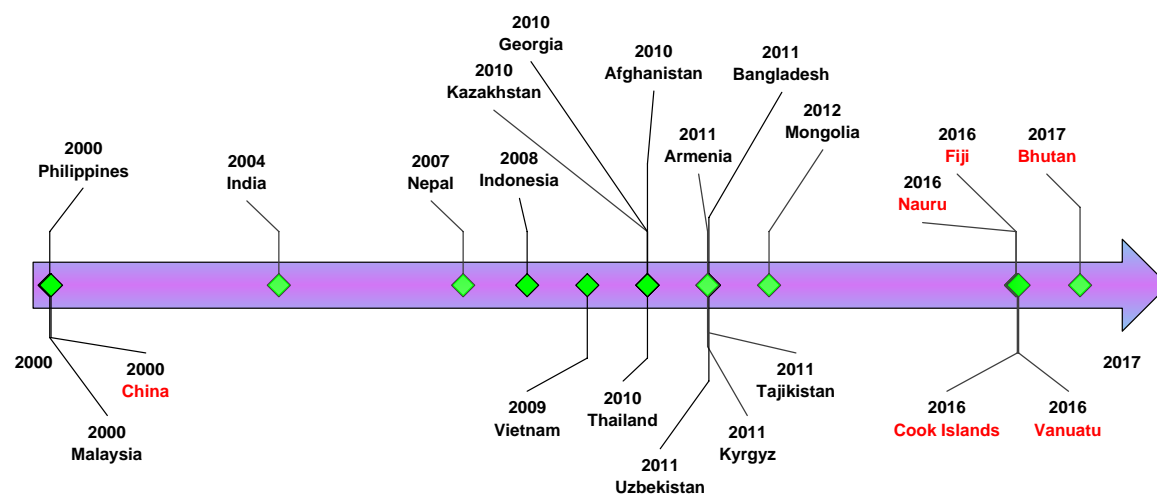 2010
Georgia
2010
Kazakhstan
2010
Afghanistan
2011
Bangladesh
2000
Philippines
2004
India
2007
Nepal
2008
Indonesia
2011
Armenia
2012
Mongolia
2016
Fiji
2016
Nauru
2017
Bhutan
2000
2000
China
2000
Malaysia
2009
Vietnam
2010
Thailand
2011
Uzbekistan
2011
Kyrgyz
2011
Tajikistan
2016
Cook Islands
2016
Vanuatu
2017